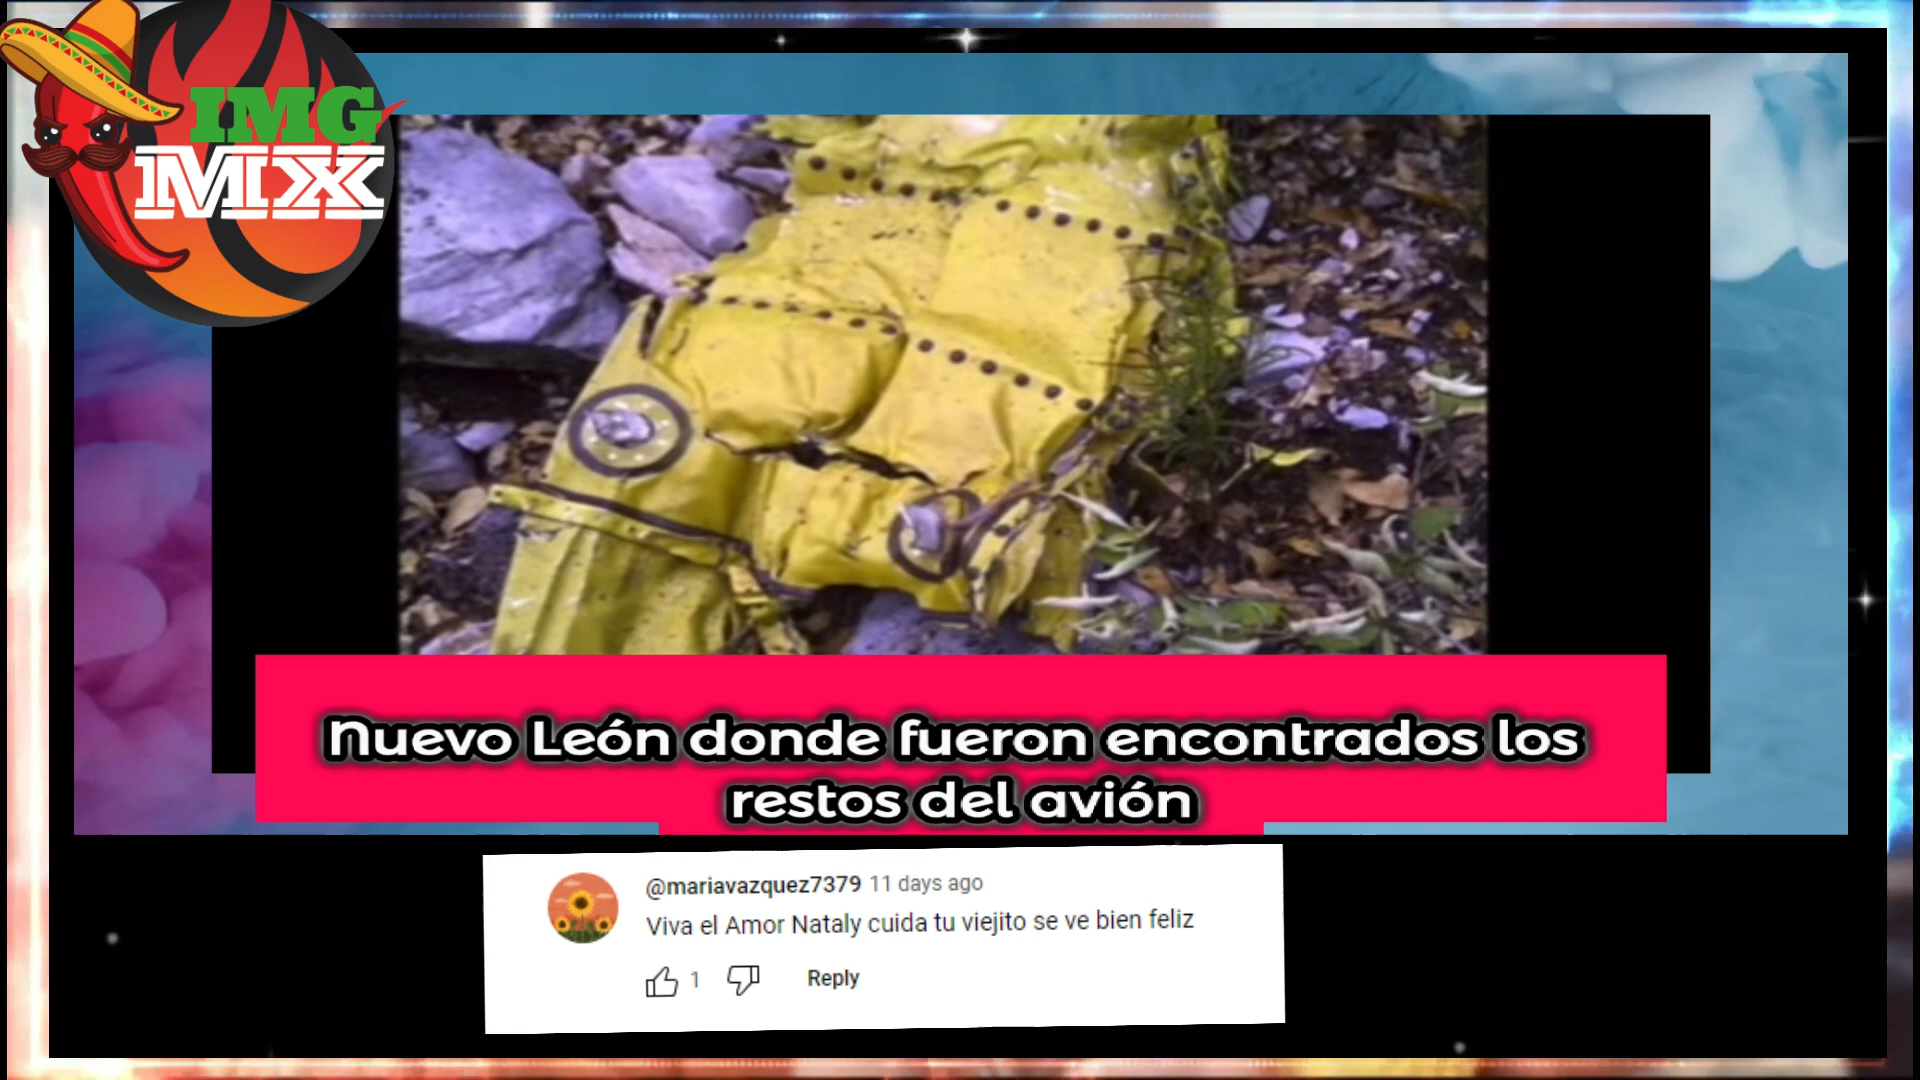 IMG
MX
Nuevo León donde fueron encontrados los
restos del avión
@mariavazquez7379 11 days ago
Viva el Amor Nataly cuida tu viejito se ve bien feliz
1
Reply